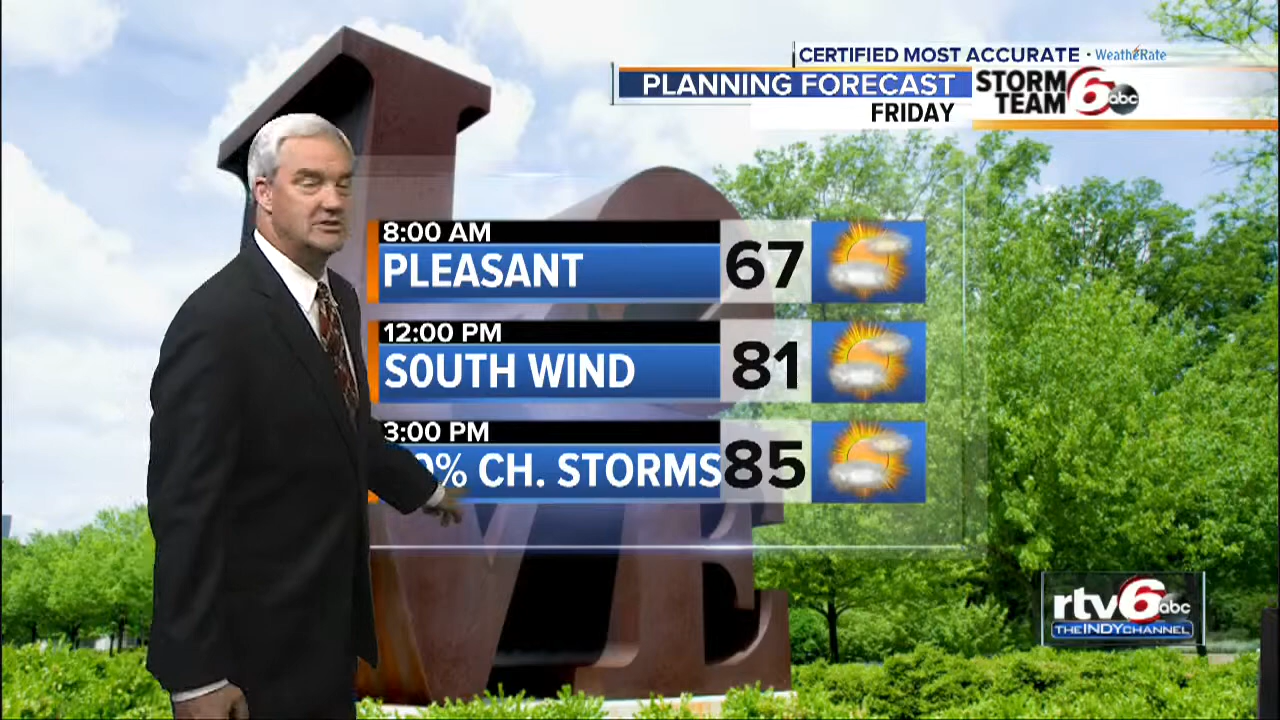 CERTIFIED MOST ACCURATE · WeatheRate
PLANNING FORECAST
STORM TEAM 6 abc
FRIDAY
8:00 AM
PLEASANT 67
12:00 PM
SOUTH WIND 81
3:00 PM
0% CH. STORMS 85
rtv6 abc
THE INDY CHANNEL